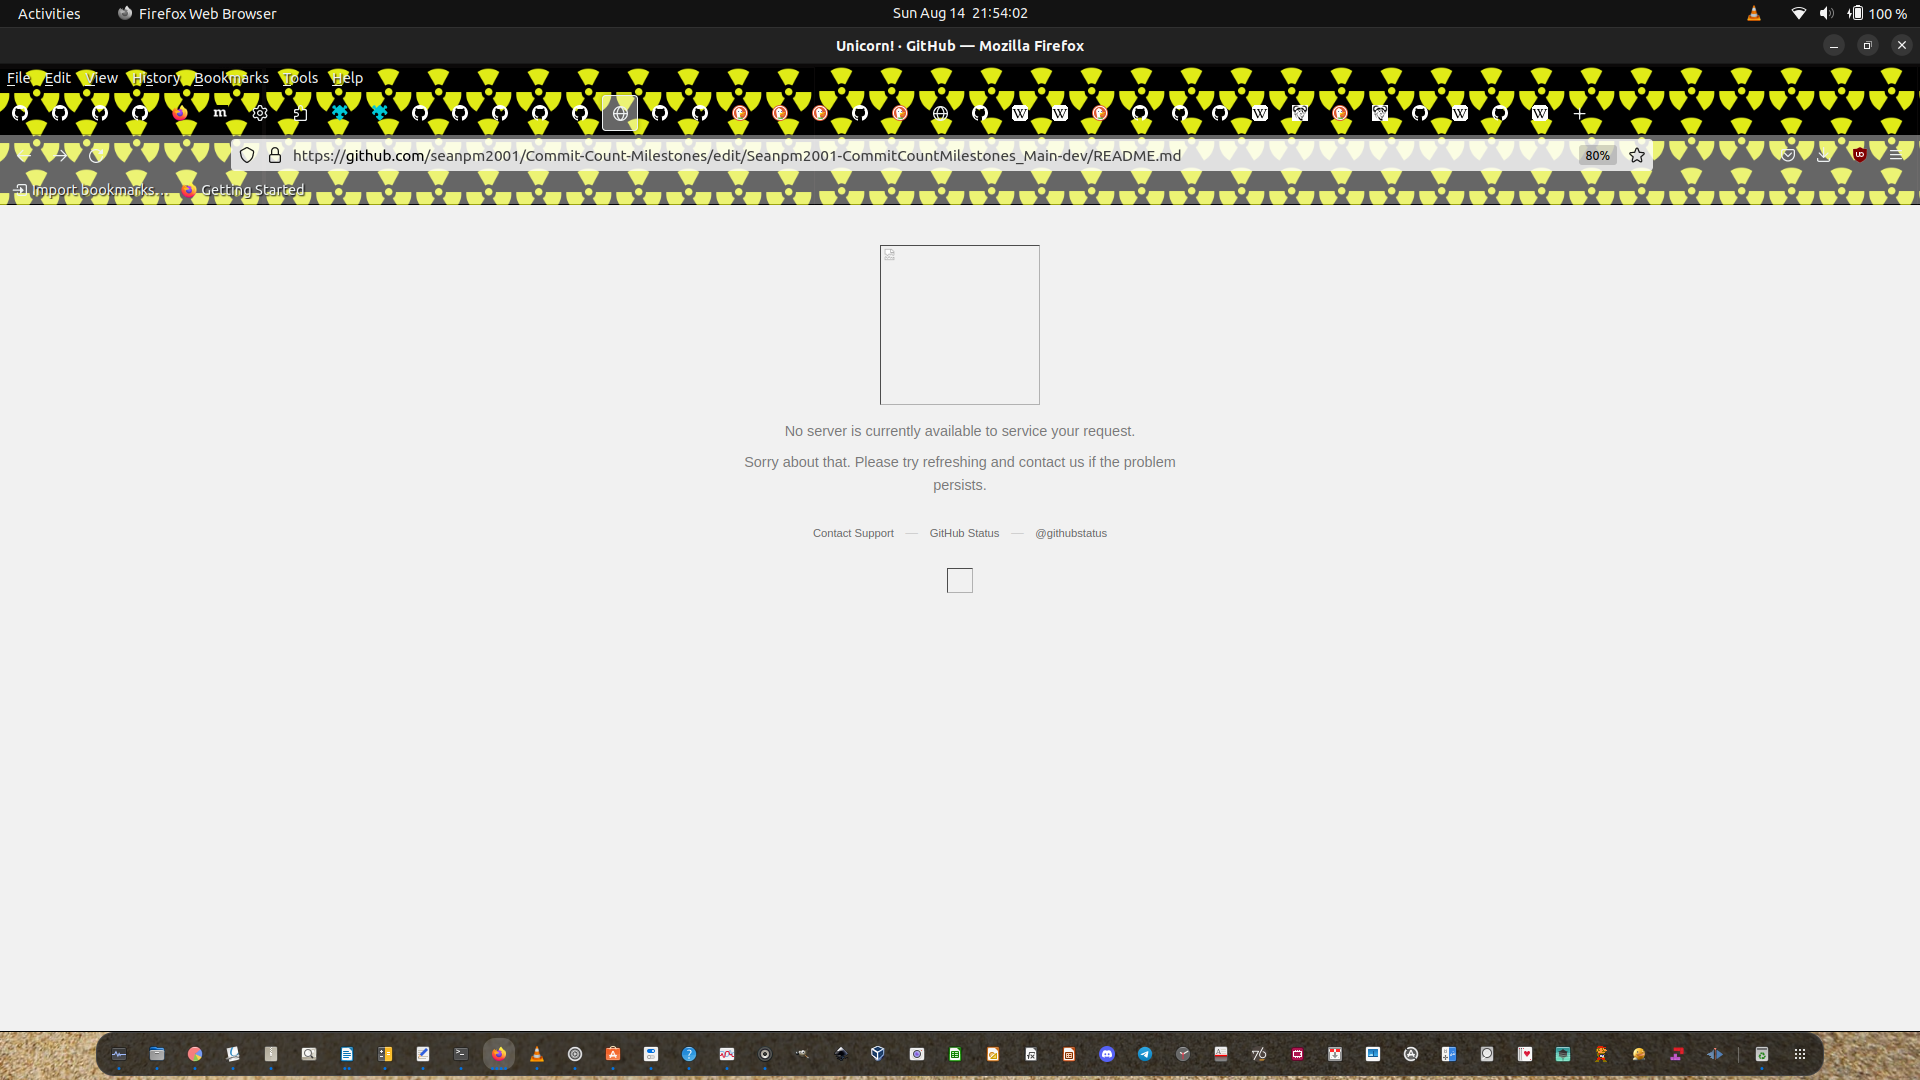 Activities
Firefox Web Browser
Sun Aug 14 21:54:02
100 %
Unicorn! · GitHub — Mozilla Firefox
File Edit View History Bookmarks Tools Help
https://github.com/seanpm2001/Commit-Count-Milestones/edit/Seanpm2001-CommitCountMilestones_Main-dev/README.md
80%
Import bookmarks…
Getting Started
No server is currently available to service your request.
Sorry about that. Please try refreshing and contact us if the problem
persists.
Contact Support — GitHub Status — @githubstatus